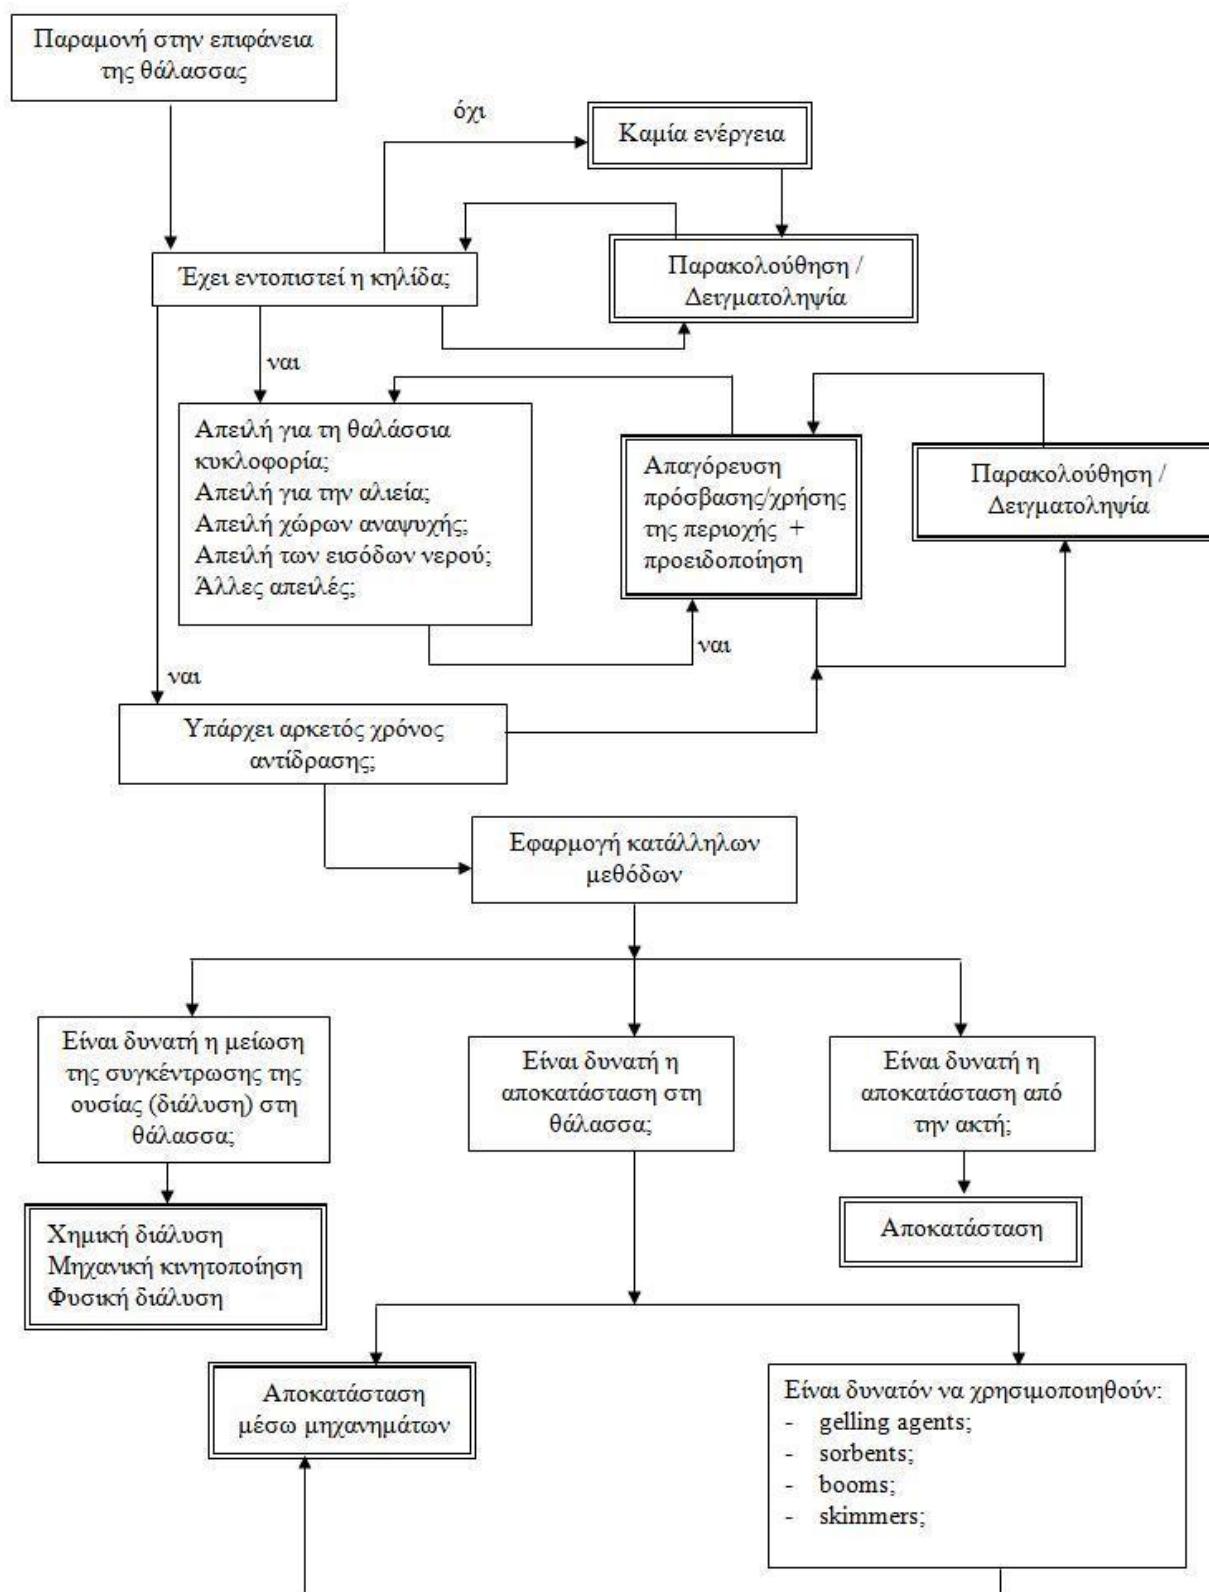 Παραμονή στην επιφάνεια
της θάλασσας
όχι
Καμία ενέργεια
Έχει εντοπιστεί η κηλίδα;
Παρακολούθηση /
Δειγματοληψία
ναι
Απειλή για τη θαλάσσια
κυκλοφορία;
Απειλή για την αλιεία;
Απειλή χώρων αναψυχής;
Απειλή των εισόδων νερού;
Άλλες απειλές;
Απαγόρευση
πρόσβασης/χρήσης
της περιοχής +
προειδοποίηση
Παρακολούθηση /
Δειγματοληψία
ναι
ναι
Υπάρχει αρκετός χρόνος
αντίδρασης;
Εφαρμογή κατάλληλων
μεθόδων
Είναι δυνατή η μείωση
της συγκέντρωσης της
ουσίας (διάλυση) στη
θάλασσα;
Είναι δυνατή η
αποκατάσταση στη
θάλασσα;
Είναι δυνατή η
αποκατάσταση από
την ακτή;
Χημική διάλυση
Μηχανική κινητοποίηση
Φυσική διάλυση
Αποκατάσταση
Αποκατάσταση
μέσω μηχανημάτων
Είναι δυνατόν να χρησιμοποιηθούν:
- gelling agents;
- sorbents;
- booms;
- skimmers;